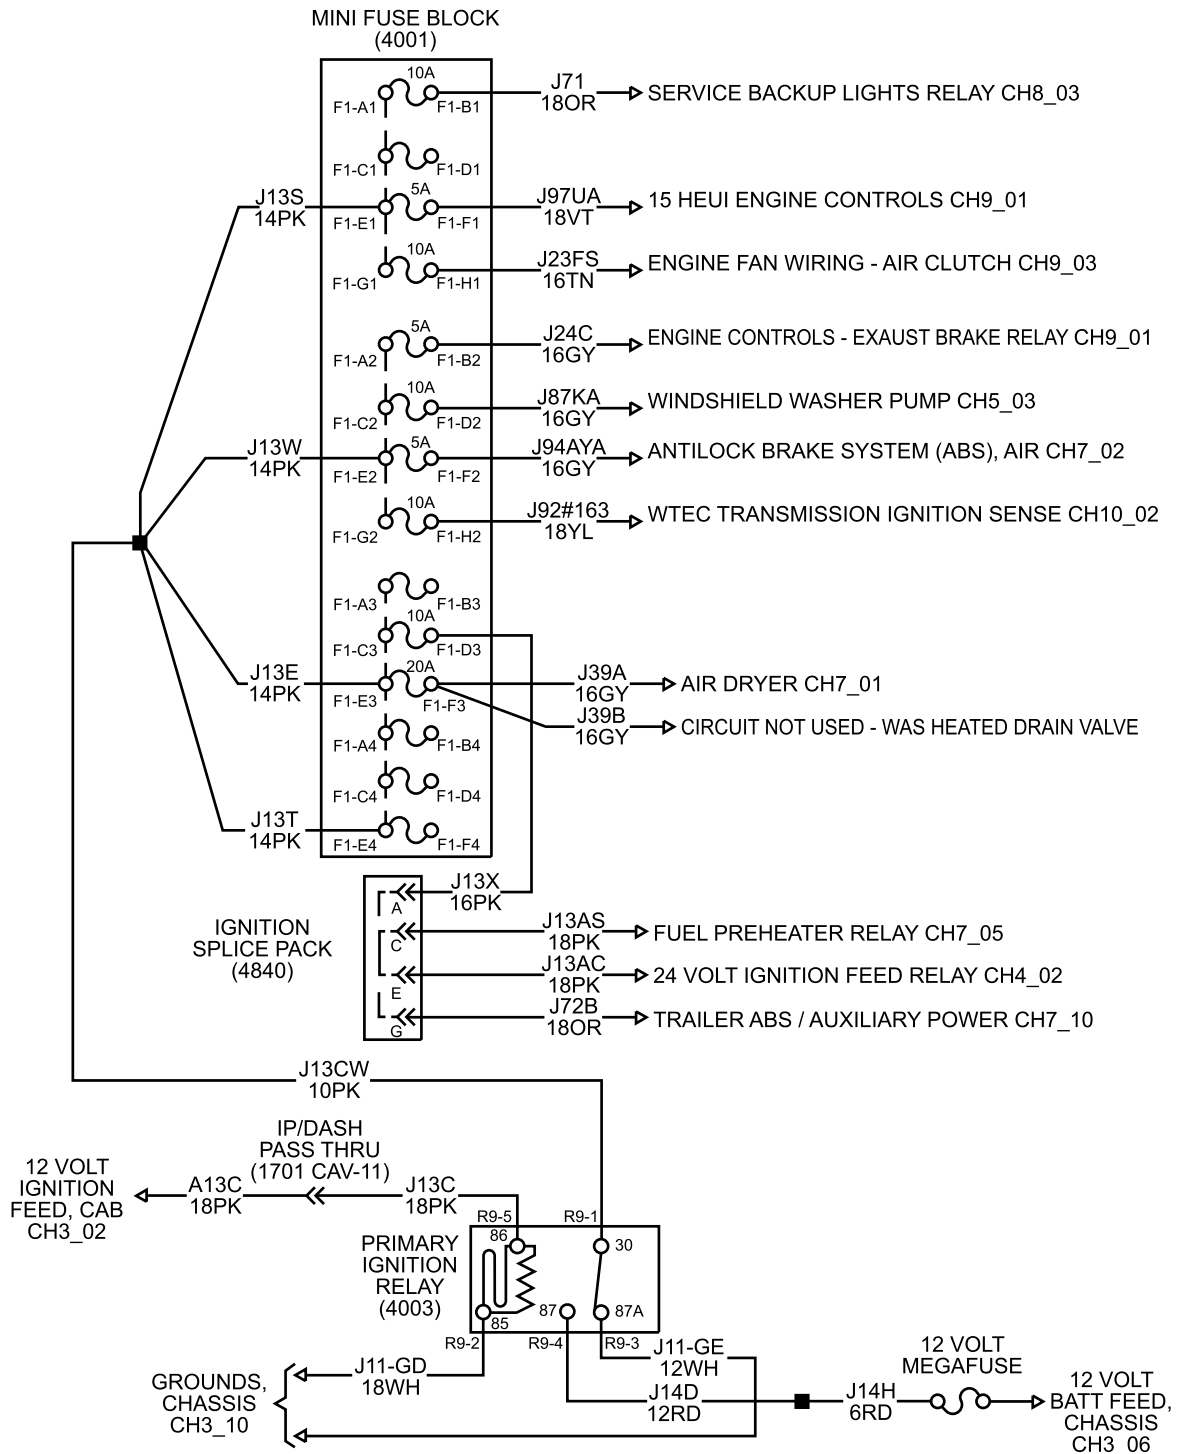 MINI FUSE BLOCK
(4001)
10A
F1-A1
F1-B1
J71
18OR
SERVICE BACKUP LIGHTS RELAY CH8_03
F1-C1
F1-D1
J13S
14PK
5A
F1-E1
F1-F1
J97UA
18VT
15 HEUI ENGINE CONTROLS CH9_01
10A
F1-G1
F1-H1
J23FS
16TN
ENGINE FAN WIRING - AIR CLUTCH CH9_03
5A
F1-A2
F1-B2
J24C
16GY
ENGINE CONTROLS - EXAUST BRAKE RELAY CH9_01
10A
F1-C2
F1-D2
J87KA
16GY
WINDSHIELD WASHER PUMP CH5_03
J13W
14PK
5A
F1-E2
F1-F2
J94AYA
16GY
ANTILOCK BRAKE SYSTEM (ABS), AIR CH7_02
10A
F1-G2
F1-H2
J92#163
18YL
WTEC TRANSMISSION IGNITION SENSE CH10_02
F1-A3
F1-B3
10A
F1-C3
F1-D3
J13E
14PK
20A
F1-E3
F1-F3
J39A
16GY
AIR DRYER CH7_01
J39B
16GY
CIRCUIT NOT USED - WAS HEATED DRAIN VALVE
F1-A4
F1-B4
F1-C4
F1-D4
J13T
14PK
F1-E4
F1-F4
J13X
16PK
A
IGNITION
SPLICE PACK
(4840)
C
J13AS
18PK
FUEL PREHEATER RELAY CH7_05
E
J13AC
18PK
24 VOLT IGNITION FEED RELAY CH4_02
G
J72B
18OR
TRAILER ABS / AUXILIARY POWER CH7_10
J13CW
10PK
IP/DASH
PASS THRU
(1701 CAV-11)
12 VOLT
IGNITION
FEED, CAB
CH3_02
A13C
18PK
J13C
18PK
R9-5
R9-1
86
30
PRIMARY
IGNITION
RELAY
(4003)
87
87A
85
R9-2
R9-4
R9-3
J11-GE
12WH
J11-GD
18WH
GROUNDS,
CHASSIS
CH3_10
J14D
12RD
J14H
6RD
12 VOLT
MEGAFUSE
12 VOLT
BATT FEED,
CHASSIS
CH3_06